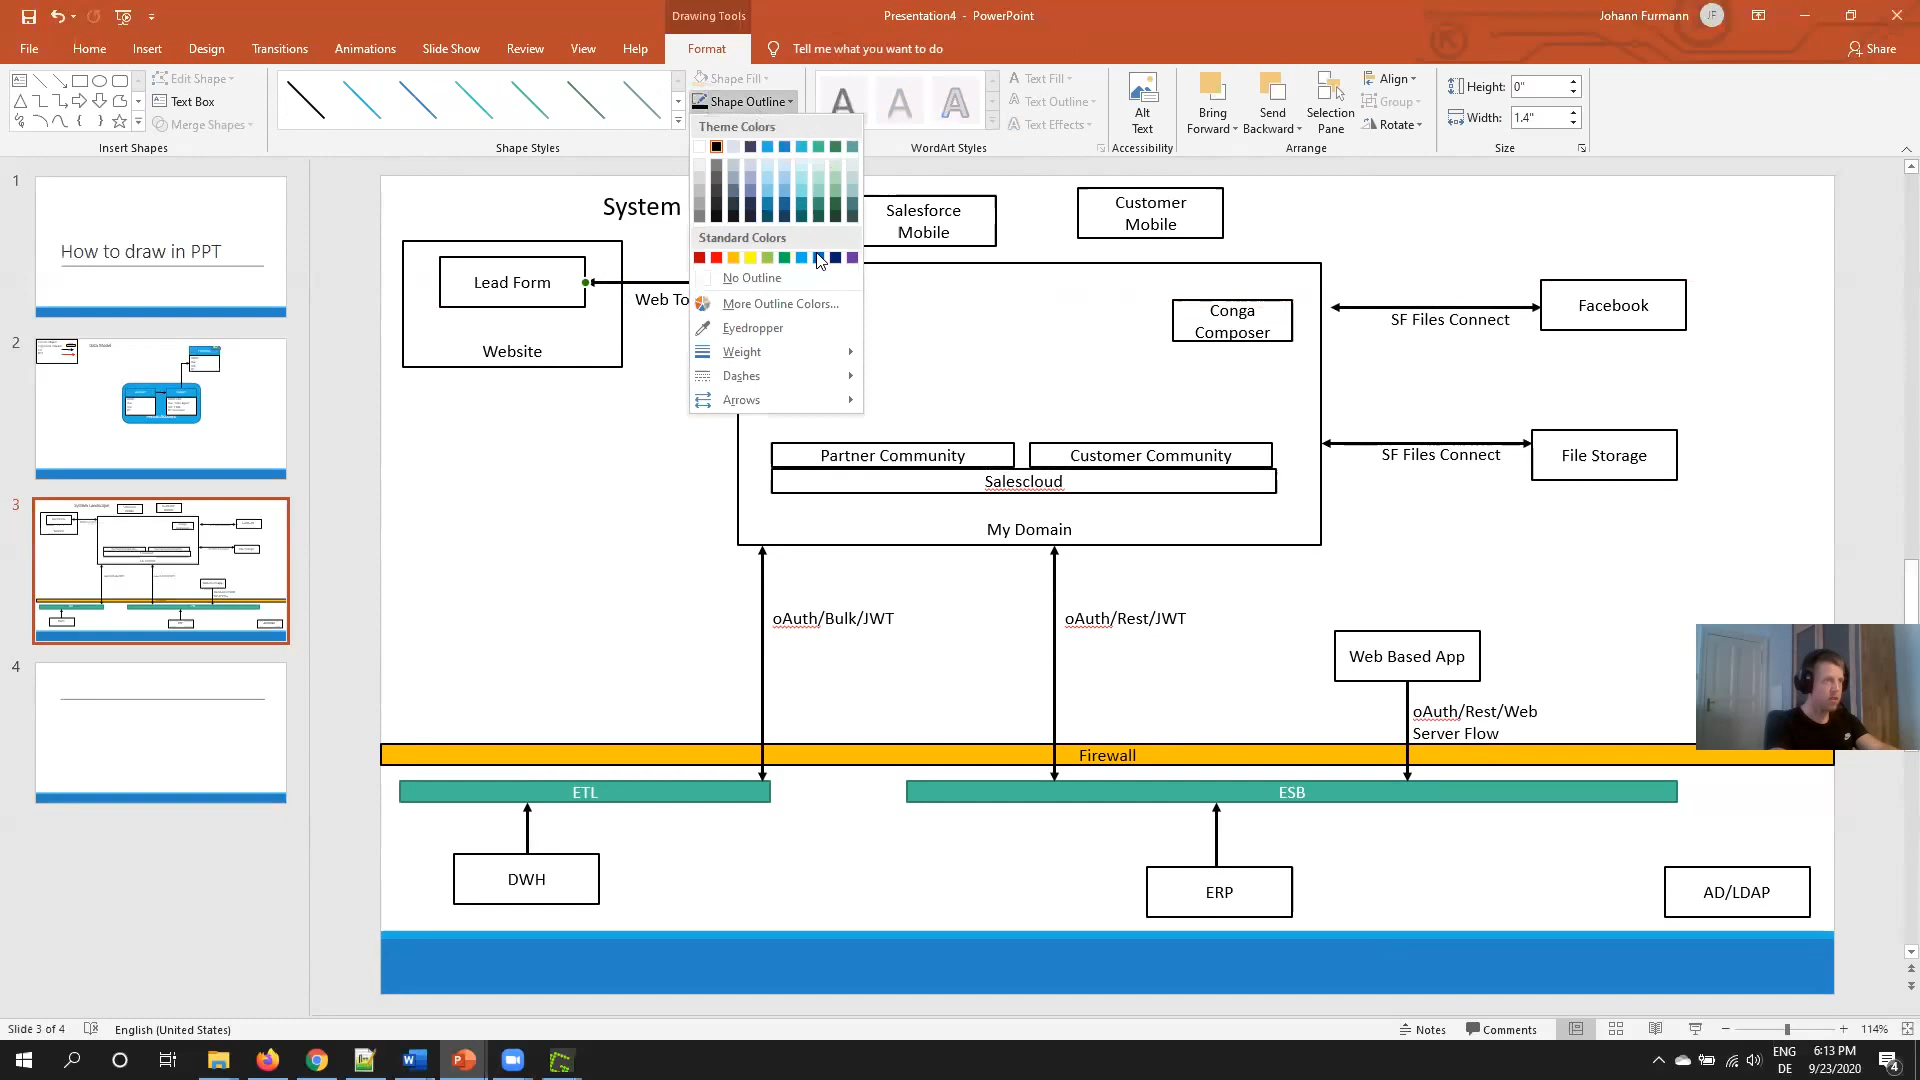 Drawing Tools
Presentation4 - PowerPoint
Johann Furmann
JF
File
Home
Insert
Design
Transitions
Animations
Slide Show
Review
View
Help
Format
Tell me what you want to do
Share
Edit Shape
Text Box
Merge Shapes
Insert Shapes
Shape Styles
Shape Fill
Shape Outline
Text Fill
Text Outline
Text Effects
WordArt Styles
Alt
Text
Accessibility
Bring
Forward
Send
Backward
Selection
Pane
Align
Group
Rotate
Arrange
Height: 0"
Width: 1.4"
Size
Theme Colors
Standard Colors
No Outline
More Outline Colors...
Eyedropper
Weight
Dashes
Arrows
1
How to draw in PPT
2
3
4
System
Salesforce
Mobile
Customer
Mobile
Lead Form
Web To
Website
Conga
Composer
SF Files Connect
Facebook
Partner Community
Customer Community
Salescloud
SF Files Connect
File Storage
My Domain
oAuth/Bulk/JWT
oAuth/Rest/JWT
Web Based App
oAuth/Rest/Web
Server Flow
Firewall
ETL
ESB
DWH
ERP
AD/LDAP
Slide 3 of 4
English (United States)
Notes
Comments
114%
ENG
DE
6:13 PM
9/23/2020
4